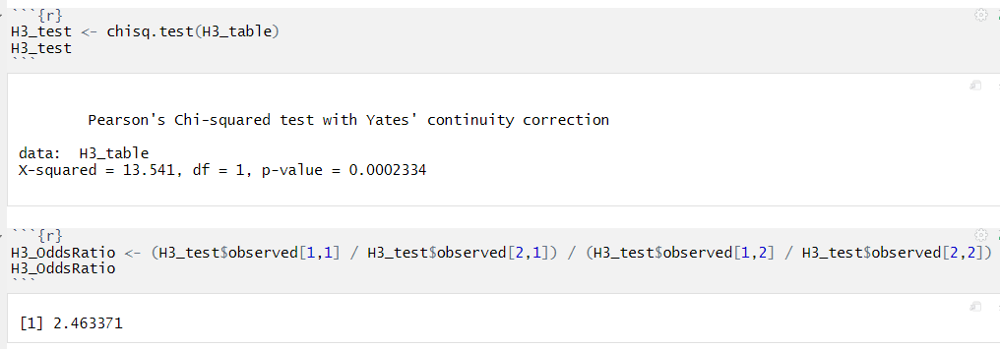 ```{r}
H3_test <- chisq.test(H3_table)
H3_test
```
Pearson's Chi-squared test with Yates' continuity correction
data:  H3_table
X-squared = 13.541, df = 1, p-value = 0.0002334
```{r}
H3_OddsRatio <- (H3_test$observed[1,1] / H3_test$observed[2,1]) / (H3_test$observed[1,2] / H3_test$observed[2,2])
H3_OddsRatio
```
[1] 2.463371